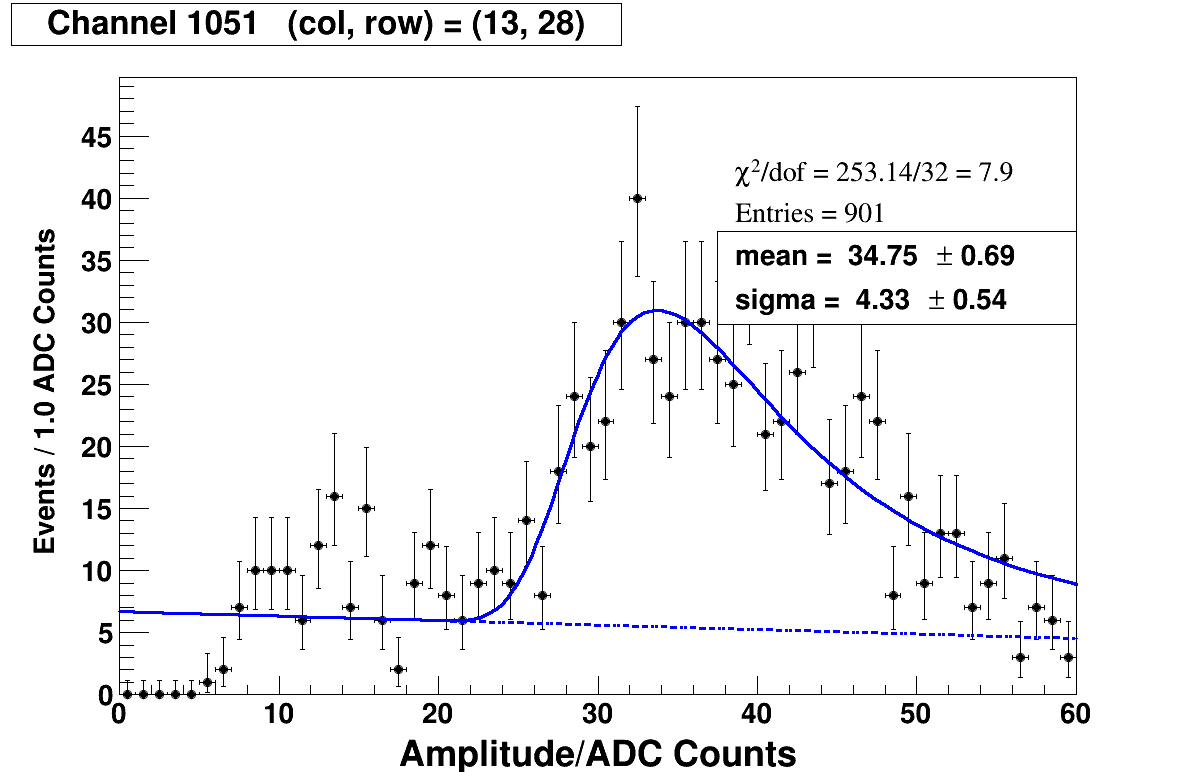 Channel 1051 (col, row) = (13, 28)
χ²/dof = 253.14/32 = 7.9
Entries = 901
mean = 34.75 ± 0.69
sigma = 4.33 ± 0.54
Events / 1.0 ADC Counts
45
40
35
30
25
20
15
10
5
0
0 10 20 30 40 50 60
Amplitude/ADC Counts